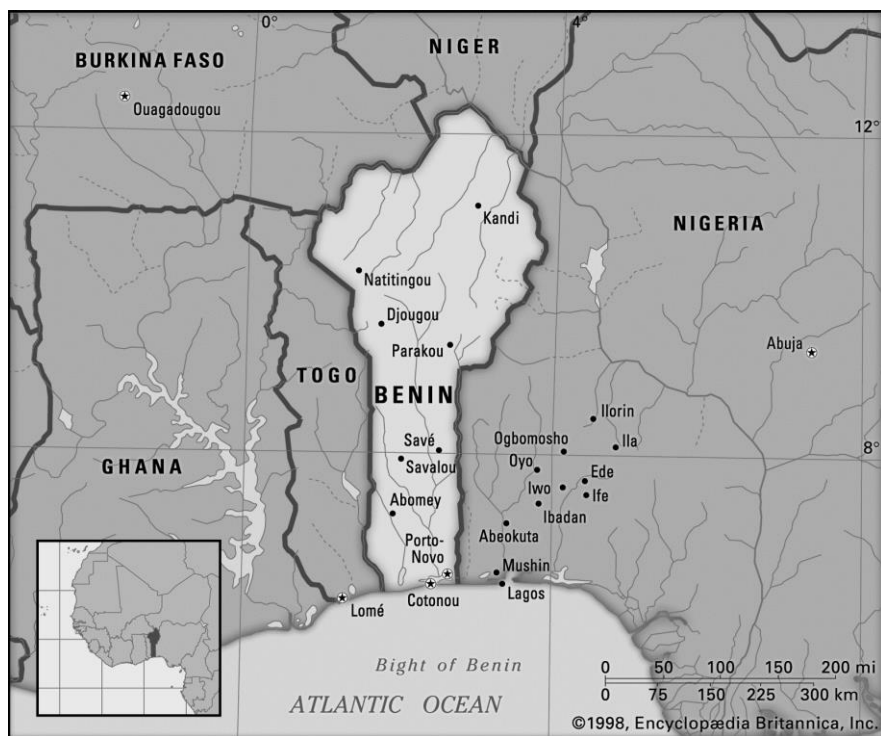 0°
4°
BURKINA FASO
NIGER
Ouagadougou
12°
Kandi
NIGERIA
Natitingou
Djougou
Parakou
Abuja
TOGO
BENIN
Ilorin
Ogbomosho
Ila
Savé
8°
GHANA
Savalou
Oyo
Ede
Iwo
Ife
Abomey
Ibadan
Abeokuta
Porto-
Novo
Mushin
Lomé
Cotonou
Lagos
Bight of Benin
ATLANTIC OCEAN
0 50 100 150 200 mi
0 75 150 225 300 km
©1998, Encyclopædia Britannica, Inc.